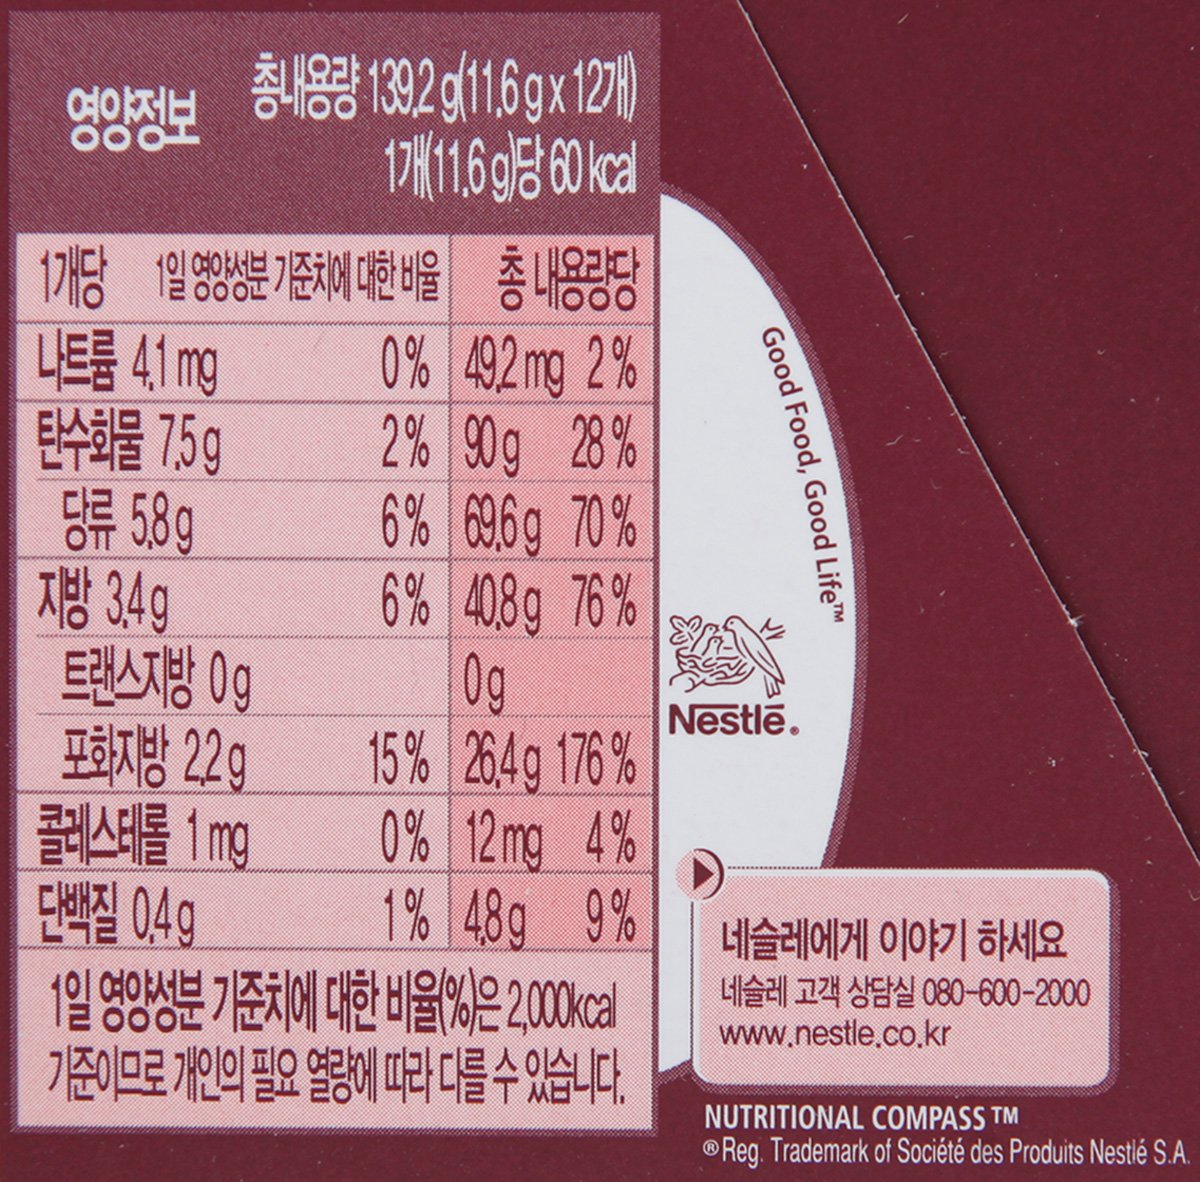 영양정보
총내용량 139.2 g(11.6 g x 12개)
1개(11.6 g)당 60 kcal
1개당 1일 영양성분 기준치에 대한 비율 총 내용량당
나트륨 4.1 mg 0 % 49.2 mg 2 %
탄수화물 7.5 g 2 % 90 g 28 %
당류 5.8 g 6 % 69.6 g 70 %
지방 3.4 g 6 % 40.8 g 76 %
트랜스지방 0 g 0 g
포화지방 2.2 g 15 % 26.4 g 176 %
콜레스테롤 1 mg 0 % 12 mg 4 %
단백질 0.4 g 1 % 4.8 g 9 %
1일 영양성분 기준치에 대한 비율(%)은 2,000kcal
기준이므로 개인의 필요 열량에 따라 다를 수 있습니다.
Good Food, Good Life™
Nestlé®
네슬레에게 이야기 하세요
네슬레 고객 상담실 080-600-2000
www.nestle.co.kr
NUTRITIONAL COMPASS ™
® Reg. Trademark of Société des Produits Nestlé S.A.